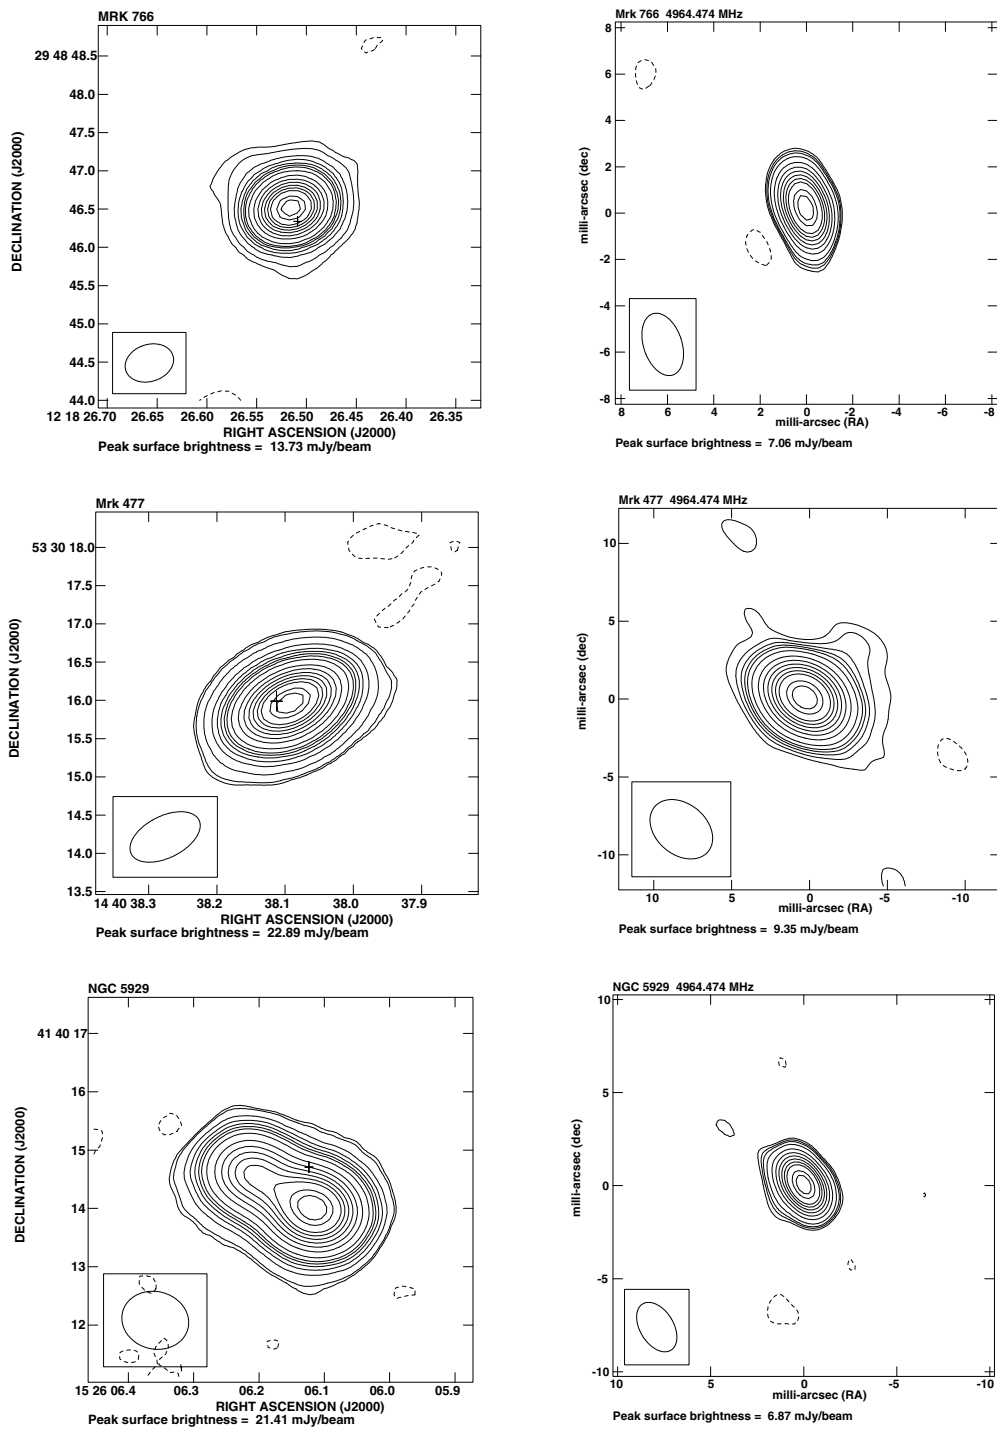 MRK 766
DECLINATION (J2000)
29 48 48.5
48.0
47.5
47.0
46.5
46.0
45.5
45.0
44.5
44.0
12 18 26.70 26.65 26.60 26.55 26.50 26.45 26.40 26.35
RIGHT ASCENSION (J2000)
Peak surface brightness = 13.73 mJy/beam
Mrk 766 4964.474 MHz
milli-arcsec (dec)
8
6
4
2
0
-2
-4
-6
-8
8 6 4 2 0 -2 -4 -6 -8
milli-arcsec (RA)
Peak surface brightness = 7.06 mJy/beam
Mrk 477
DECLINATION (J2000)
53 30 18.0
17.5
17.0
16.5
16.0
15.5
15.0
14.5
14.0
13.5
14 40 38.3 38.2 38.1 38.0 37.9
RIGHT ASCENSION (J2000)
Peak surface brightness = 22.89 mJy/beam
Mrk 477 4964.474 MHz
milli-arcsec (dec)
10
5
0
-5
-10
10 5 0 -5 -10
milli-arcsec (RA)
Peak surface brightness = 9.35 mJy/beam
NGC 5929
DECLINATION (J2000)
41 40 17
16
15
14
13
12
15 26 06.4 06.3 06.2 06.1 06.0 05.9
RIGHT ASCENSION (J2000)
Peak surface brightness = 21.41 mJy/beam
NGC 5929 4964.474 MHz
milli-arcsec (dec)
10
5
0
-5
-10
10 5 0 -5 -10
milli-arcsec (RA)
Peak surface brightness = 6.87 mJy/beam